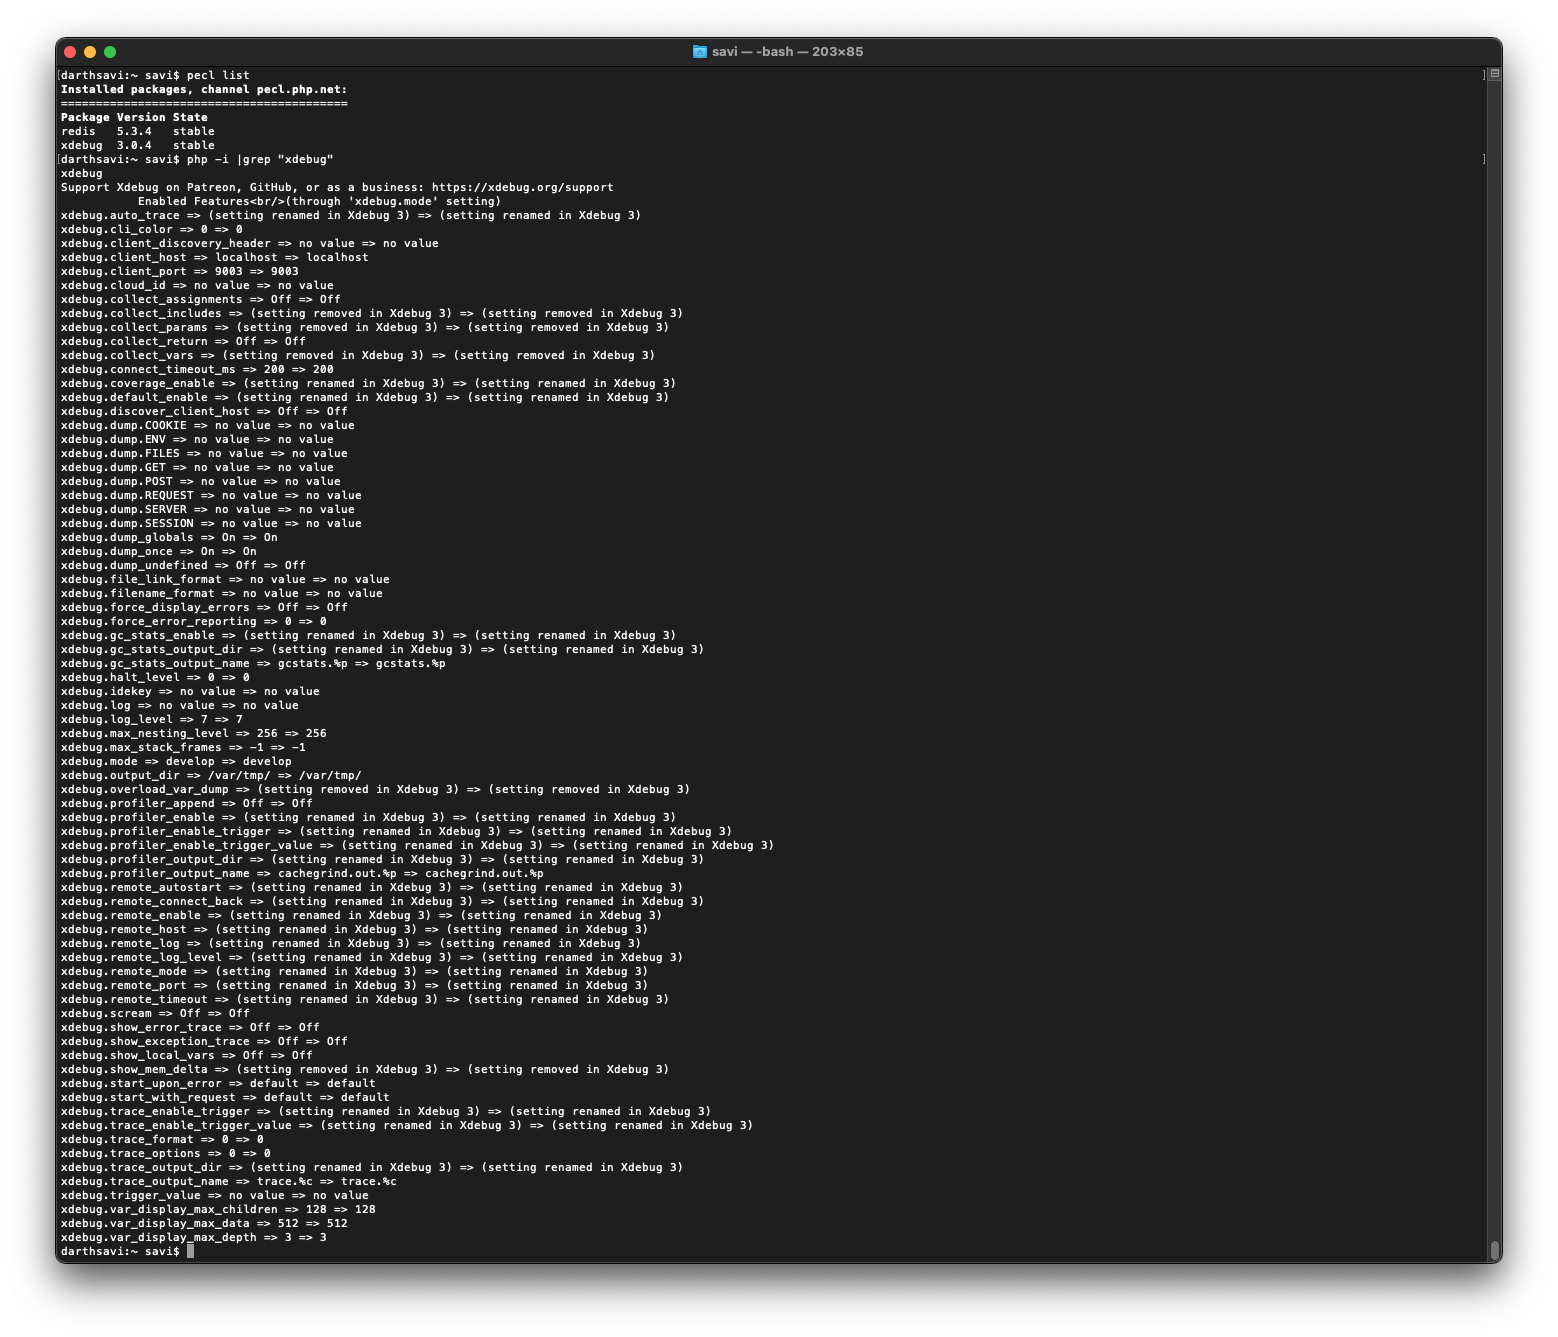 savi — -bash — 203×85
[darthsavi:~ savi$ pecl list ]
Installed packages, channel pecl.php.net:
=========================================
Package Version State
redis   5.3.4   stable
xdebug  3.0.4   stable
[darthsavi:~ savi$ php -i |grep "xdebug" ]
xdebug
Support Xdebug on Patreon, GitHub, or as a business: https://xdebug.org/support
           Enabled Features<br/>(through 'xdebug.mode' setting)
xdebug.auto_trace => (setting renamed in Xdebug 3) => (setting renamed in Xdebug 3)
xdebug.cli_color => 0 => 0
xdebug.client_discovery_header => no value => no value
xdebug.client_host => localhost => localhost
xdebug.client_port => 9003 => 9003
xdebug.cloud_id => no value => no value
xdebug.collect_assignments => Off => Off
xdebug.collect_includes => (setting removed in Xdebug 3) => (setting removed in Xdebug 3)
xdebug.collect_params => (setting removed in Xdebug 3) => (setting removed in Xdebug 3)
xdebug.collect_return => Off => Off
xdebug.collect_vars => (setting removed in Xdebug 3) => (setting removed in Xdebug 3)
xdebug.connect_timeout_ms => 200 => 200
xdebug.coverage_enable => (setting renamed in Xdebug 3) => (setting renamed in Xdebug 3)
xdebug.default_enable => (setting renamed in Xdebug 3) => (setting renamed in Xdebug 3)
xdebug.discover_client_host => Off => Off
xdebug.dump.COOKIE => no value => no value
xdebug.dump.ENV => no value => no value
xdebug.dump.FILES => no value => no value
xdebug.dump.GET => no value => no value
xdebug.dump.POST => no value => no value
xdebug.dump.REQUEST => no value => no value
xdebug.dump.SERVER => no value => no value
xdebug.dump.SESSION => no value => no value
xdebug.dump_globals => On => On
xdebug.dump_once => On => On
xdebug.dump_undefined => Off => Off
xdebug.file_link_format => no value => no value
xdebug.filename_format => no value => no value
xdebug.force_display_errors => Off => Off
xdebug.force_error_reporting => 0 => 0
xdebug.gc_stats_enable => (setting renamed in Xdebug 3) => (setting renamed in Xdebug 3)
xdebug.gc_stats_output_dir => (setting renamed in Xdebug 3) => (setting renamed in Xdebug 3)
xdebug.gc_stats_output_name => gcstats.%p => gcstats.%p
xdebug.halt_level => 0 => 0
xdebug.idekey => no value => no value
xdebug.log => no value => no value
xdebug.log_level => 7 => 7
xdebug.max_nesting_level => 256 => 256
xdebug.max_stack_frames => -1 => -1
xdebug.mode => develop => develop
xdebug.output_dir => /var/tmp/ => /var/tmp/
xdebug.overload_var_dump => (setting removed in Xdebug 3) => (setting removed in Xdebug 3)
xdebug.profiler_append => Off => Off
xdebug.profiler_enable => (setting renamed in Xdebug 3) => (setting renamed in Xdebug 3)
xdebug.profiler_enable_trigger => (setting renamed in Xdebug 3) => (setting renamed in Xdebug 3)
xdebug.profiler_enable_trigger_value => (setting renamed in Xdebug 3) => (setting renamed in Xdebug 3)
xdebug.profiler_output_dir => (setting renamed in Xdebug 3) => (setting renamed in Xdebug 3)
xdebug.profiler_output_name => cachegrind.out.%p => cachegrind.out.%p
xdebug.remote_autostart => (setting renamed in Xdebug 3) => (setting renamed in Xdebug 3)
xdebug.remote_connect_back => (setting renamed in Xdebug 3) => (setting renamed in Xdebug 3)
xdebug.remote_enable => (setting renamed in Xdebug 3) => (setting renamed in Xdebug 3)
xdebug.remote_host => (setting renamed in Xdebug 3) => (setting renamed in Xdebug 3)
xdebug.remote_log => (setting renamed in Xdebug 3) => (setting renamed in Xdebug 3)
xdebug.remote_log_level => (setting renamed in Xdebug 3) => (setting renamed in Xdebug 3)
xdebug.remote_mode => (setting renamed in Xdebug 3) => (setting renamed in Xdebug 3)
xdebug.remote_port => (setting renamed in Xdebug 3) => (setting renamed in Xdebug 3)
xdebug.remote_timeout => (setting renamed in Xdebug 3) => (setting renamed in Xdebug 3)
xdebug.scream => Off => Off
xdebug.show_error_trace => Off => Off
xdebug.show_exception_trace => Off => Off
xdebug.show_local_vars => Off => Off
xdebug.show_mem_delta => (setting removed in Xdebug 3) => (setting removed in Xdebug 3)
xdebug.start_upon_error => default => default
xdebug.start_with_request => default => default
xdebug.trace_enable_trigger => (setting renamed in Xdebug 3) => (setting renamed in Xdebug 3)
xdebug.trace_enable_trigger_value => (setting renamed in Xdebug 3) => (setting renamed in Xdebug 3)
xdebug.trace_format => 0 => 0
xdebug.trace_options => 0 => 0
xdebug.trace_output_dir => (setting renamed in Xdebug 3) => (setting renamed in Xdebug 3)
xdebug.trace_output_name => trace.%c => trace.%c
xdebug.trigger_value => no value => no value
xdebug.var_display_max_children => 128 => 128
xdebug.var_display_max_data => 512 => 512
xdebug.var_display_max_depth => 3 => 3
darthsavi:~ savi$